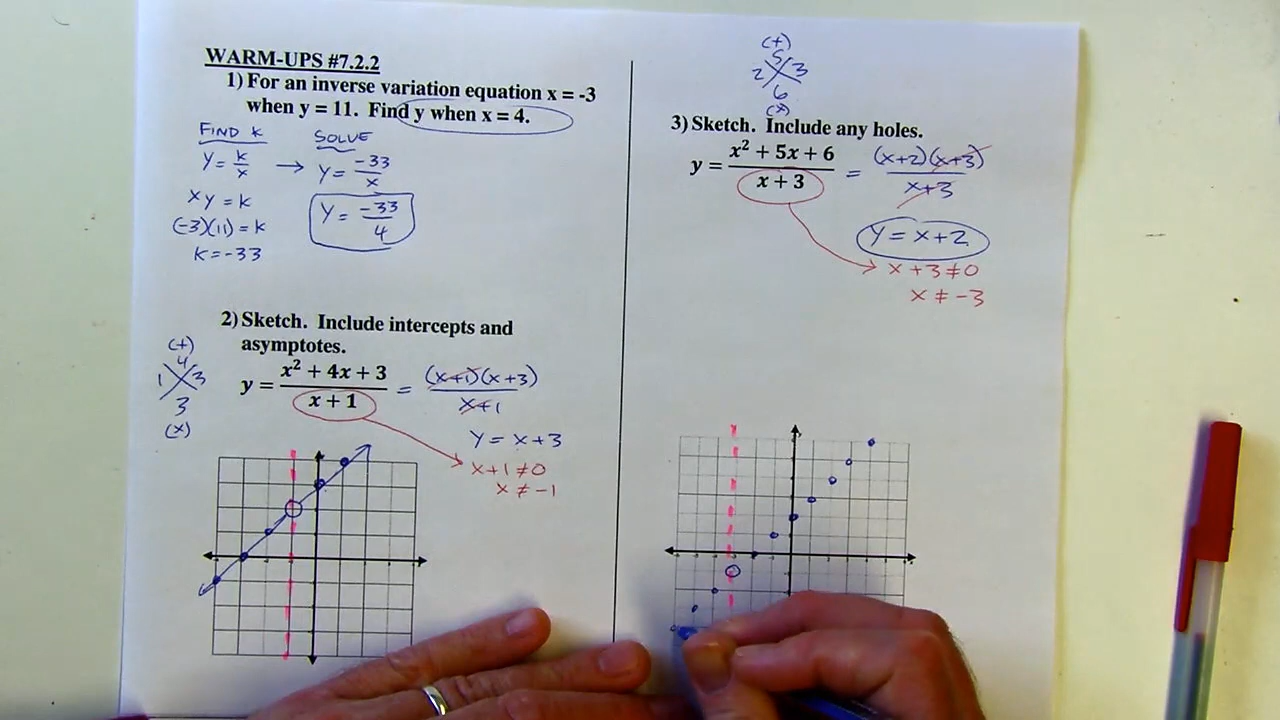 WARM-UPS #7.2.2
1) For an inverse variation equation x = -3
when y = 11. Find y when x = 4.
FIND K
y = k/x
xy = k
(-3)(11) = k
k = -33
→
SOLVE
y = -33/x
y = -33/4
2) Sketch. Include intercepts and
asymptotes.
(+)
4
1 3
3
(x)
y = (x² + 4x + 3)/(x + 1) = (x+1)(x+3)/(x+1)
y = x+3
x+1 ≠ 0
x ≠ -1
(+)
5
2 3
6
(x)
3) Sketch. Include any holes.
y = (x² + 5x + 6)/(x + 3) = (x+2)(x+3)/(x+3)
y = x+2
x+3 ≠ 0
x ≠ -3